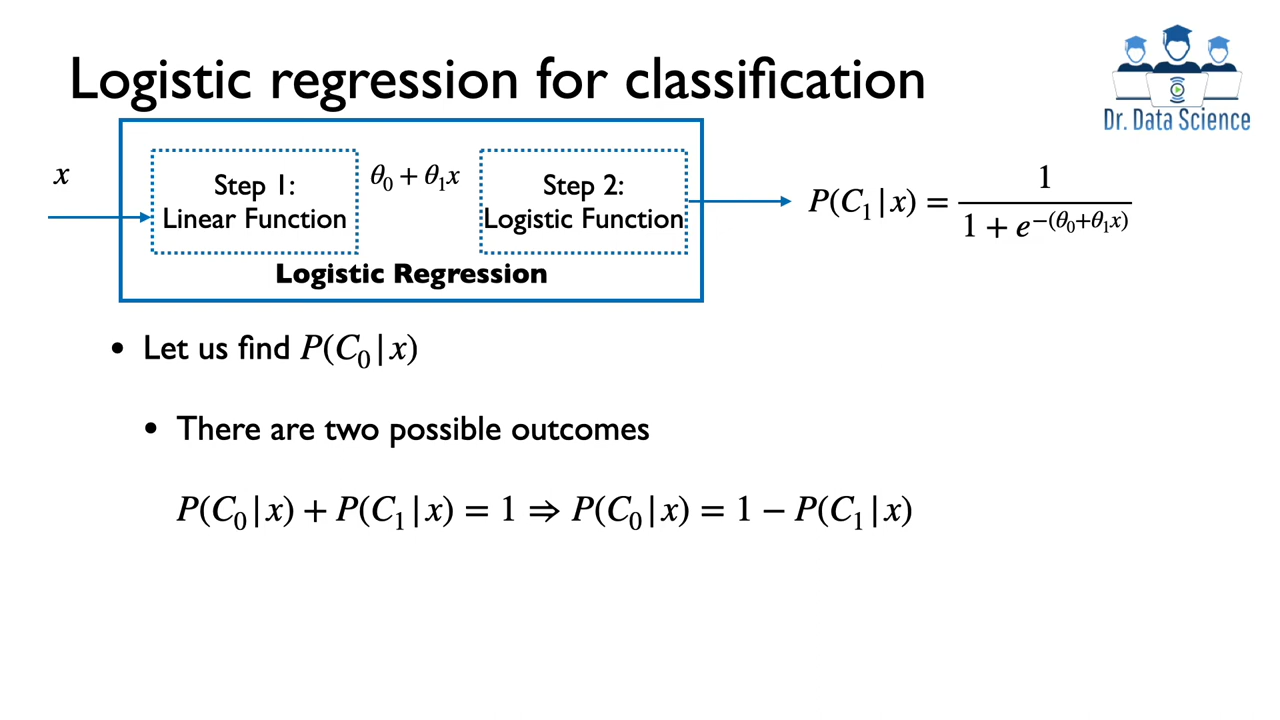 Logistic regression for classification
Dr. Data Science
x
Step 1:
Linear Function
θ₀ + θ₁x
Step 2:
Logistic Function
Logistic Regression
P(C₁|x) = 1 / (1 + e^−(θ₀+θ₁x))
• Let us find P(C₀|x)
• There are two possible outcomes
P(C₀|x) + P(C₁|x) = 1 ⇒ P(C₀|x) = 1 − P(C₁|x)